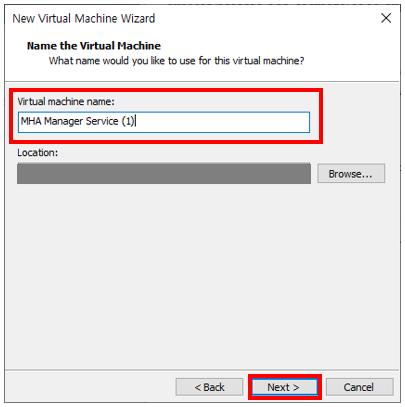 New Virtual Machine Wizard
Name the Virtual Machine
What name would you like to use for this virtual machine?
Virtual machine name:
MHA Manager Service (1)
Location:
Browse...
< Back Next > Cancel